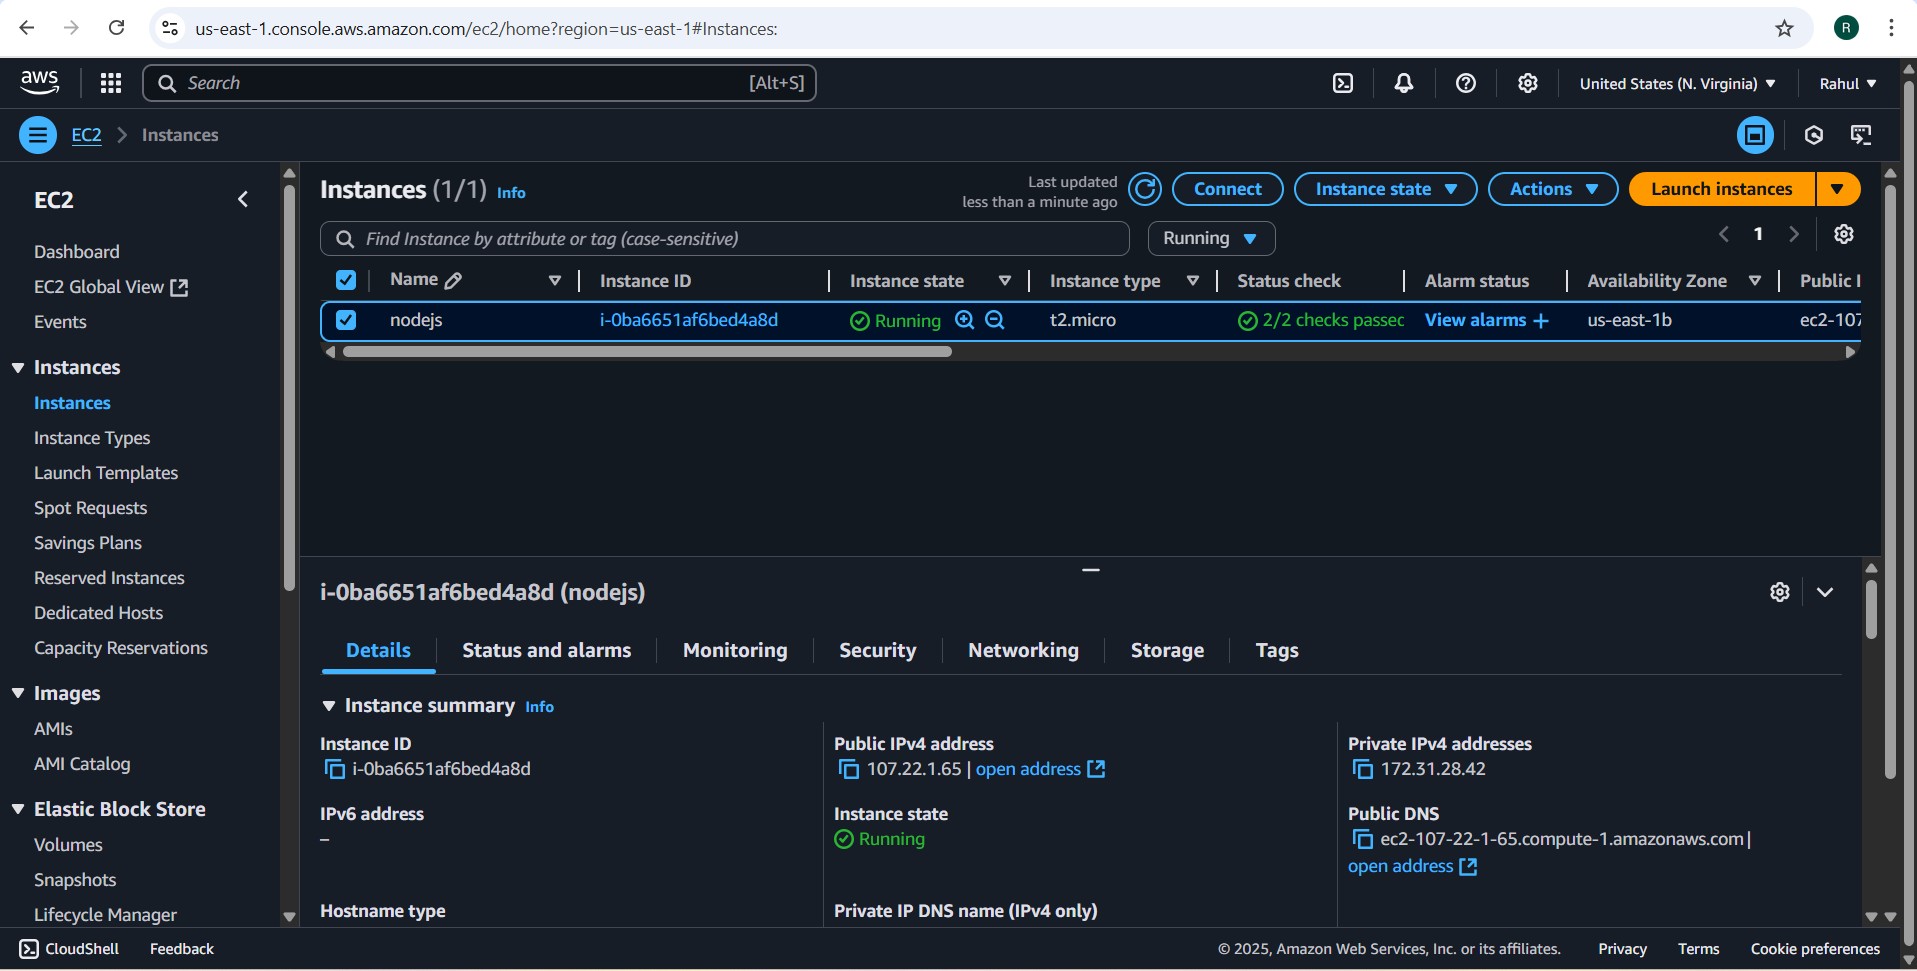 us-east-1.console.aws.amazon.com/ec2/home?region=us-east-1#Instances:
R
aws
Search
[Alt+S]
United States (N. Virginia)
Rahul
EC2
Instances
EC2
Dashboard
EC2 Global View
Events
Instances
Instances
Instance Types
Launch Templates
Spot Requests
Savings Plans
Reserved Instances
Dedicated Hosts
Capacity Reservations
Images
AMIs
AMI Catalog
Elastic Block Store
Volumes
Snapshots
Lifecycle Manager
Instances (1/1) Info
Last updated
less than a minute ago
Connect
Instance state
Actions
Launch instances
Find Instance by attribute or tag (case-sensitive)
Running
1
Name Instance ID Instance state Instance type Status check Alarm status Availability Zone Public I
nodejs i-0ba6651af6bed4a8d Running t2.micro 2/2 checks passec View alarms + us-east-1b ec2-107
i-0ba6651af6bed4a8d (nodejs)
Details Status and alarms Monitoring Security Networking Storage Tags
Instance summary Info
Instance ID
i-0ba6651af6bed4a8d
Public IPv4 address
107.22.1.65 | open address
Private IPv4 addresses
172.31.28.42
IPv6 address
–
Instance state
Running
Public DNS
ec2-107-22-1-65.compute-1.amazonaws.com |
open address
Hostname type
Private IP DNS name (IPv4 only)
CloudShell
Feedback
© 2025, Amazon Web Services, Inc. or its affiliates.
Privacy
Terms
Cookie preferences